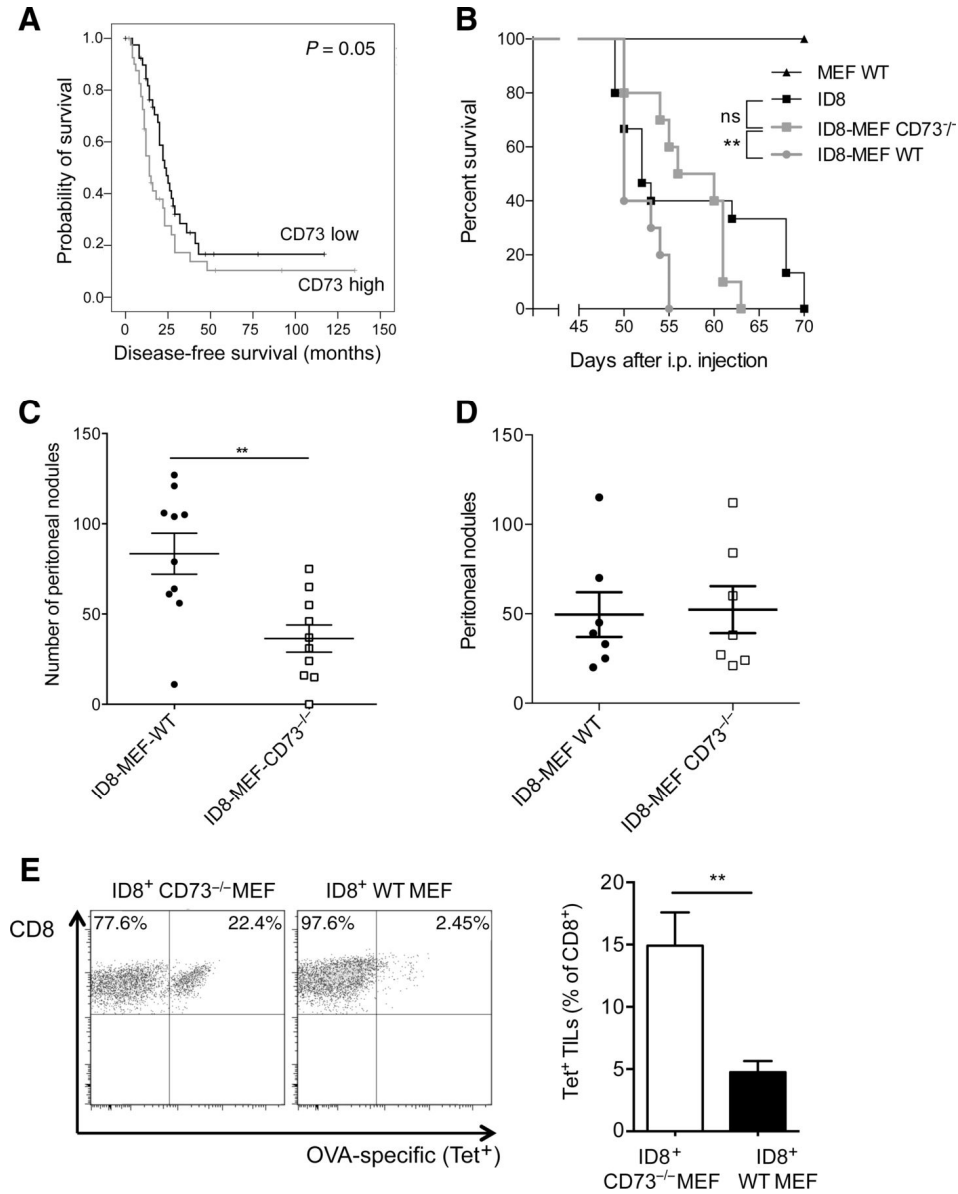 A
1.0
0.8
0.6
0.4
0.2
0.0
P = 0.05
CD73 low
CD73 high
0 25 50 75 100 125 150
Probability of survival
Disease-free survival (months)
B
100
80
60
40
20
0
Percent survival
45 50 55 60 65 70
Days after i.p. injection
MEF WT
ID8
ID8-MEF CD73⁻/⁻
ID8-MEF WT
ns
**
C
150
100
50
0
Number of peritoneal nodules
**
ID8-MEF-WT
ID8-MEF-CD73⁻/⁻
D
150
100
50
0
Peritoneal nodules
ID8-MEF WT
ID8-MEF CD73⁻/⁻
E
ID8⁺ CD73⁻/⁻MEF
ID8⁺ WT MEF
CD8
77.6% 22.4%
97.6% 2.45%
OVA-specific (Tet⁺)
20
15
10
5
0
Tet⁺ TILs (% of CD8⁺)
**
ID8⁺
CD73⁻/⁻MEF
ID8⁺
WT MEF